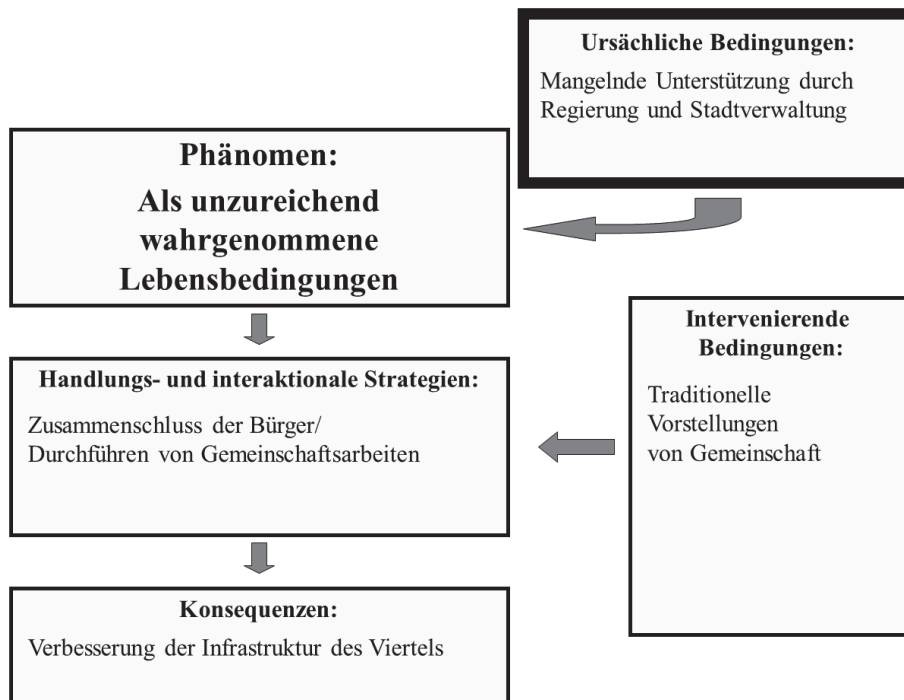 Ursächliche Bedingungen:
Mangelnde Unterstützung durch
Regierung und Stadtverwaltung
Phänomen:
Als unzureichend
wahrgenommene
Lebensbedingungen
Intervenierende
Bedingungen:
Traditionelle
Vorstellungen
von Gemeinschaft
Handlungs- und interaktionale Strategien:
Zusammenschluss der Bürger/
Durchführen von Gemeinschaftsarbeiten
Konsequenzen:
Verbesserung der Infrastruktur des Viertels